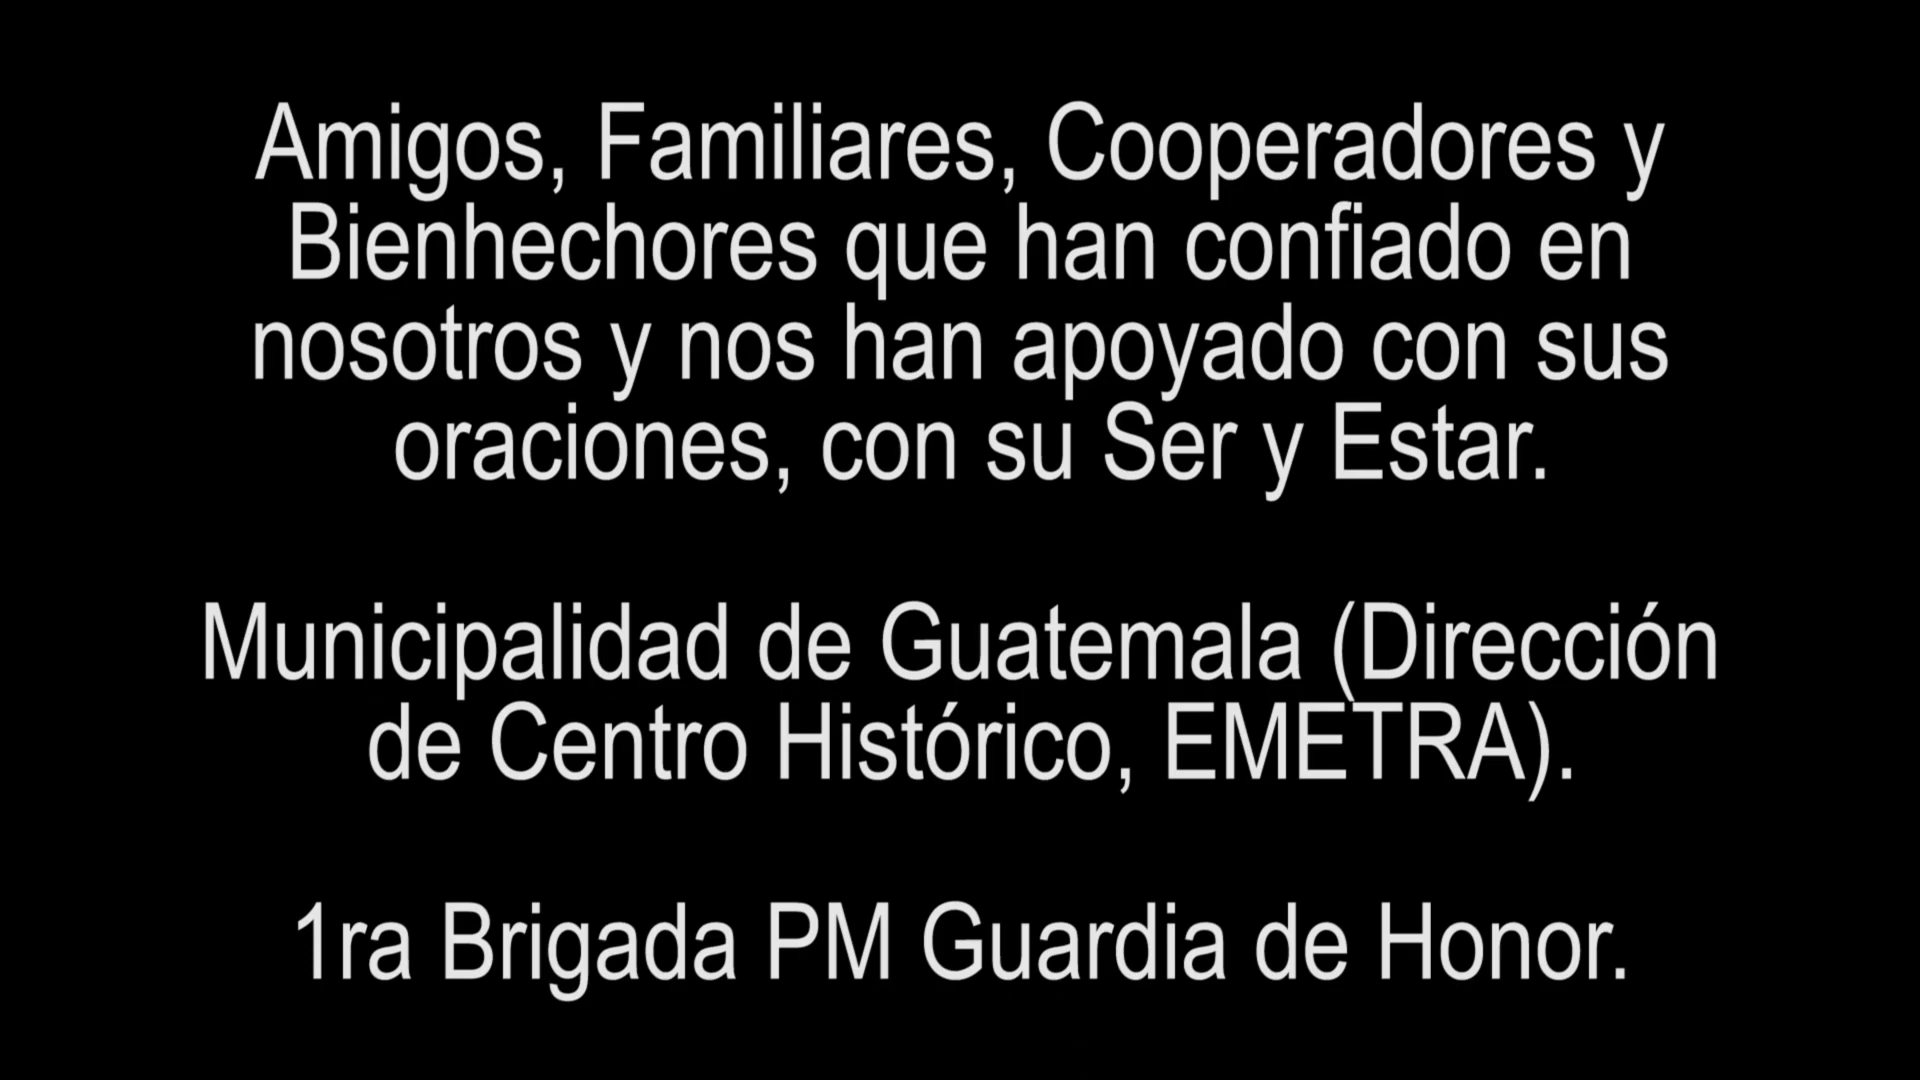 Amigos, Familiares, Cooperadores y
Bienhechores que han confiado en
nosotros y nos han apoyado con sus
oraciones, con su Ser y Estar.
Municipalidad de Guatemala (Dirección
de Centro Histórico, EMETRA).
1ra Brigada PM Guardia de Honor.